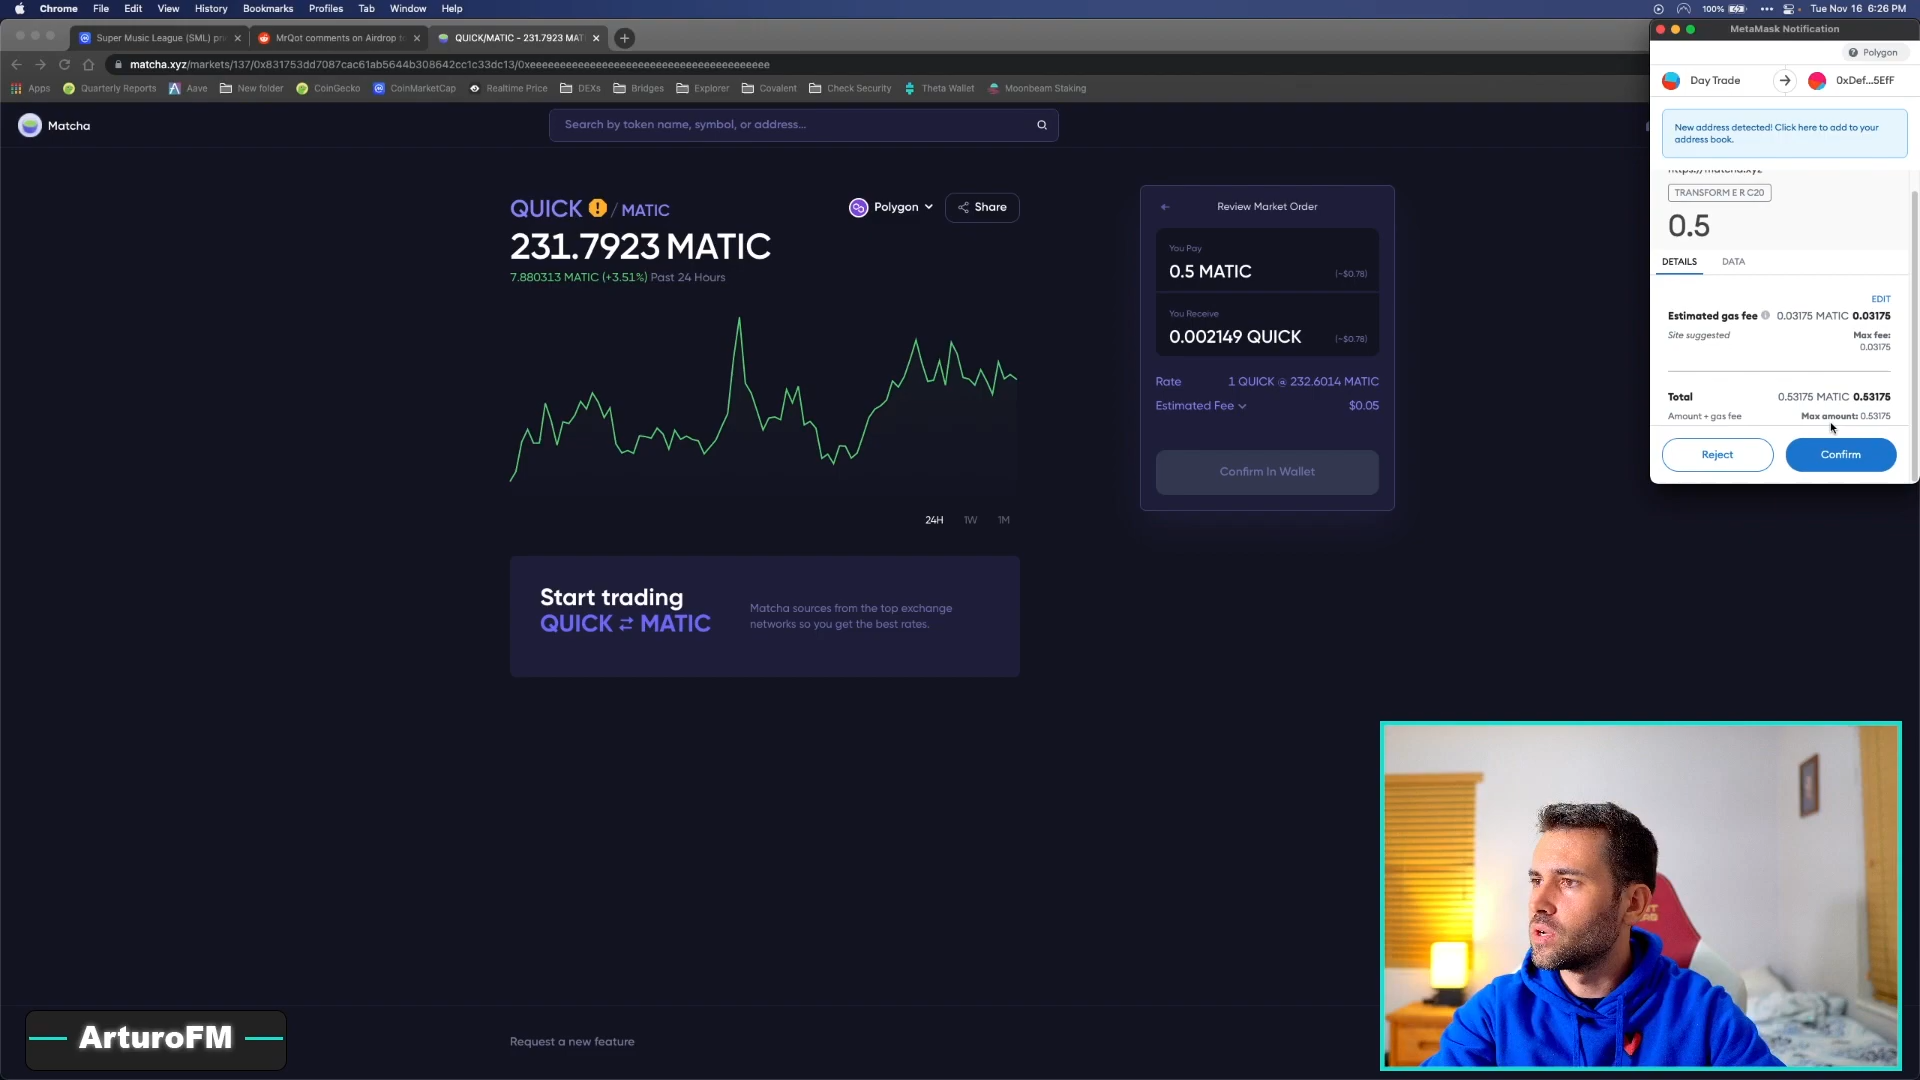 Chrome File Edit View History Bookmarks Profiles Tab Window Help
100% Tue Nov 16 6:26 PM
Super Music League (SML) pri
MrQot comments on Airdrop to
QUICK/MATIC - 231.7923 MAT
matcha.xyz/markets/137/0x831753dd7087cac61ab5644b308642cc1c33dc13/0xeeeeeeeeeeeeeeeeeeeeeeeeeeeeeeeeeeeeeeee
Apps Quarterly Reports Aave New folder CoinGecko CoinMarketCap Realtime Price DEXs Bridges Explorer Covalent Check Security Theta Wallet Moonbeam Staking
Matcha
Search by token name, symbol, or address...
QUICK / MATIC
Polygon
Share
231.7923 MATIC
7.880313 MATIC (+3.51%) Past 24 Hours
24H 1W 1M
Start trading
QUICK ⇄ MATIC
Matcha sources from the top exchange
networks so you get the best rates.
Request a new feature
Review Market Order
You Pay
0.5 MATIC (~$0.78)
You Receive
0.002149 QUICK (~$0.78)
Rate 1 QUICK @ 232.6014 MATIC
Estimated Fee $0.05
Confirm In Wallet
MetaMask Notification
Polygon
Day Trade 0xDef...5EfF
New address detected! Click here to add to your
address book.
https://matcha.xyz
TRANSFORM E R C20
0.5
DETAILS DATA
EDIT
Estimated gas fee 0.03175 MATIC 0.03175
Site suggested Max fee:
0.03175
Total 0.53175 MATIC 0.53175
Amount + gas fee Max amount: 0.53175
Reject Confirm
ArturoFM